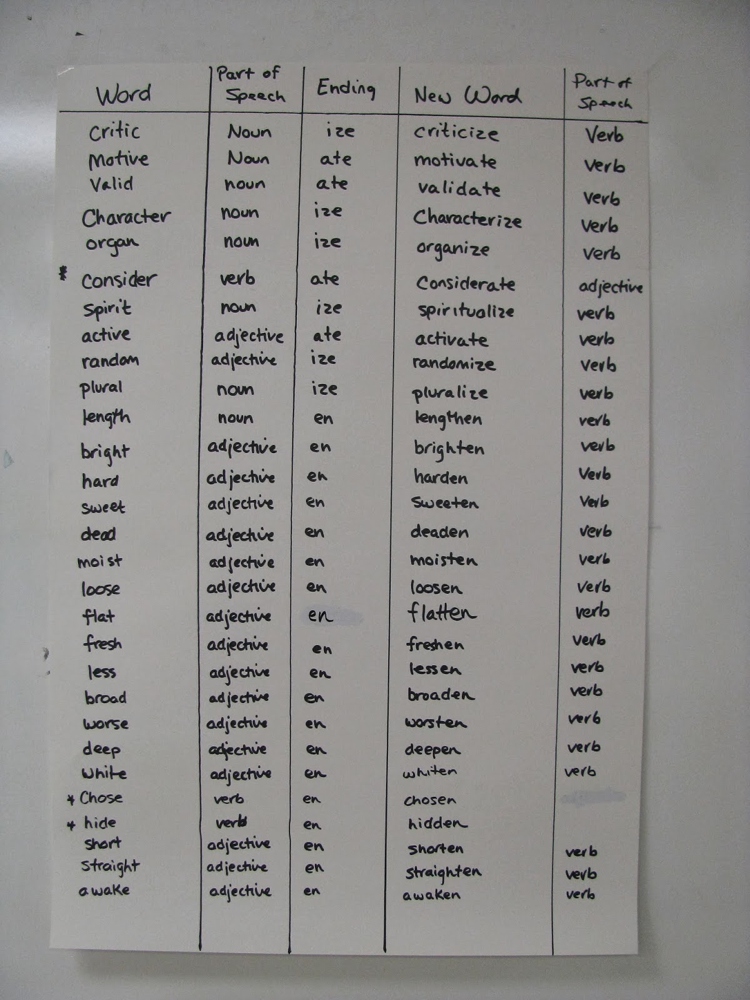 Word Part of Speech Ending New Word Part of Speech
Critic Noun ize criticize Verb
Motive Noun ate motivate verb
Valid noun ate validate verb
Character noun ize Characterize verb
organ noun ize organize verb
* Consider verb ate Considerate adjective
Spirit noun ize spiritualize verb
active adjective ate activate verb
random adjective ize randomize verb
plural noun ize pluralize verb
length noun en lengthen verb
bright adjective en brighten verb
hard adjective en harden verb
sweet adjective en sweeten verb
dead adjective en deaden verb
moist adjective en moisten verb
loose adjective en loosen verb
flat adjective en flatten verb
fresh adjective en freshen verb
less adjective en lessen verb
broad adjective en broaden verb
worse adjective en worsten verb
deep adjective en deepen verb
white adjective en whiten verb
* Chose verb en chosen
* hide verb en hidden
short adjective en shorten verb
straight adjective en straighten verb
awake adjective en awaken verb